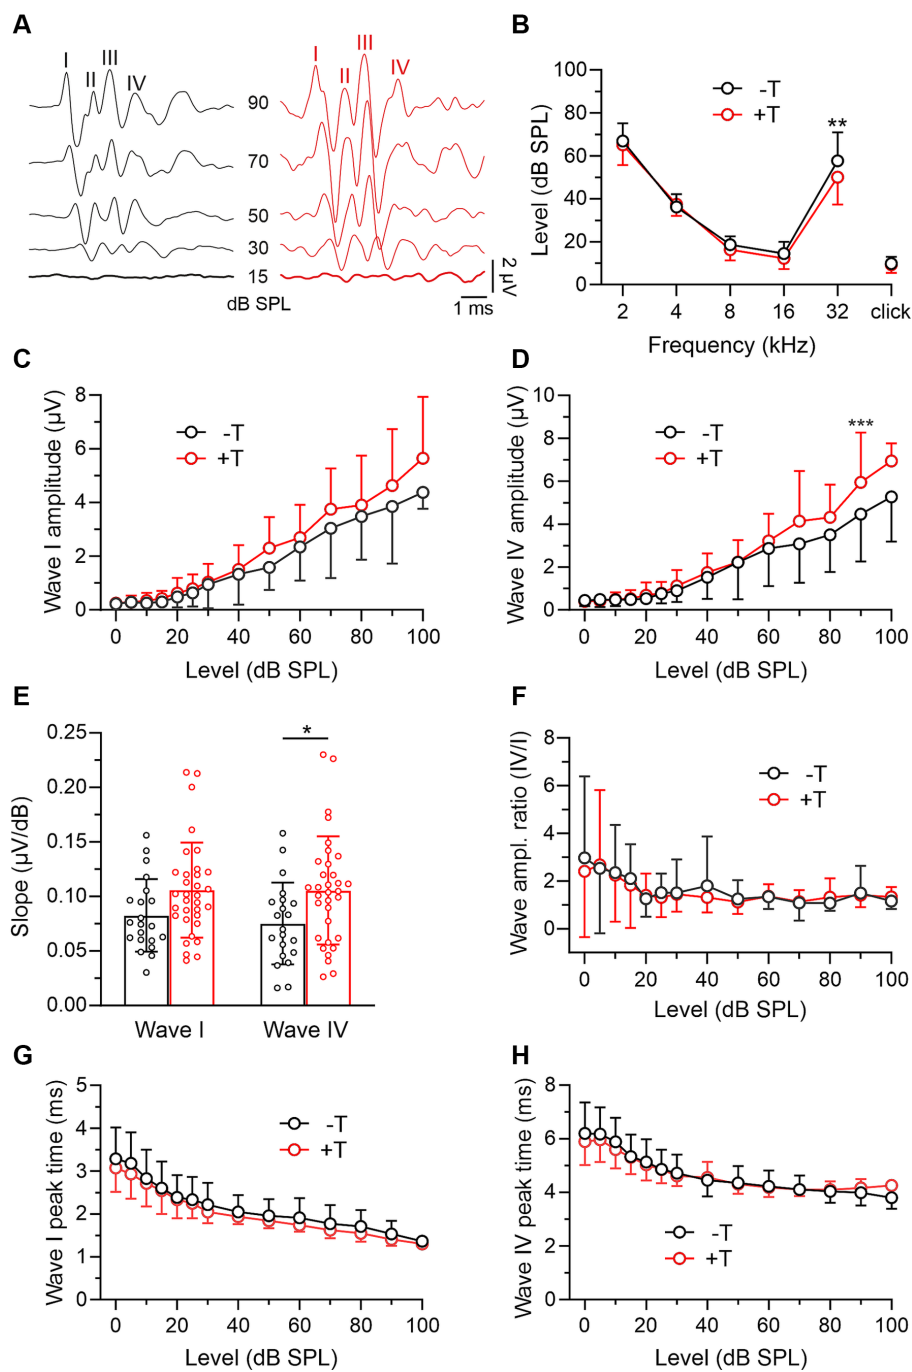 A
I II III IV
I II III IV
90
70
50
30
15
dB SPL
2 µV
1 ms
B
Level (dB SPL)
100
80
60
40
20
0
-T
+T
**
2 4 8 16 32 click
Frequency (kHz)
C
Wave I amplitude (µV)
8
6
4
2
0
-T
+T
0 20 40 60 80 100
Level (dB SPL)
D
Wave IV amplitude (µV)
10
8
6
4
2
0
-T
+T
***
0 20 40 60 80 100
Level (dB SPL)
E
Slope (µV/dB)
0.25
0.20
0.15
0.10
0.05
0.00
*
Wave I Wave IV
F
Wave ampl. ratio (IV/I)
8
6
4
2
0
-T
+T
0 20 40 60 80 100
Level (dB SPL)
G
Wave I peak time (ms)
5
4
3
2
1
0
-T
+T
0 20 40 60 80 100
Level (dB SPL)
H
Wave IV peak time (ms)
8
6
4
2
0
-T
+T
0 20 40 60 80 100
Level (dB SPL)